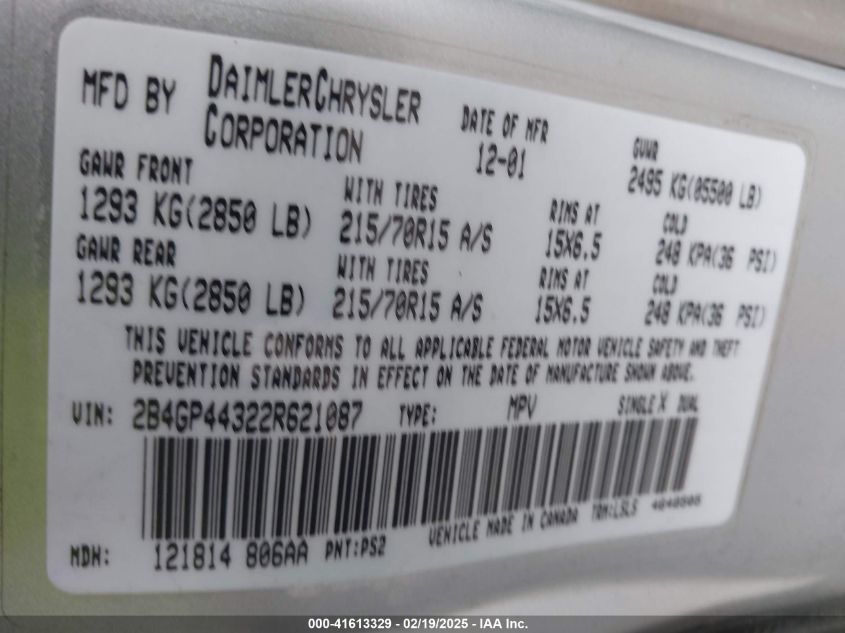 MFD BY DAIMLERCHRYSLER CORPORATION DATE OF MFR 12-01 GVWR 2495 KG(05500 LB)
GAWR FRONT WITH TIRES RIMS AT COLD
1293 KG(2850 LB) 215/70R15 A/S 15X6.5 248 KPA(36 PSI)
GAWR REAR WITH TIRES RIMS AT COLD
1293 KG(2850 LB) 215/70R15 A/S 15X6.5 248 KPA(36 PSI)
THIS VEHICLE CONFORMS TO ALL APPLICABLE FEDERAL MOTOR VEHICLE SAFETY AND THEFT
PREVENTION STANDARDS IN EFFECT ON THE DATE OF MANUFACTURE SHOWN ABOVE.
VIN: 2B4GP44322R621087 TYPE: MPV SINGLE X DUAL
VEHICLE MADE IN CANADA TRM:LSLS 4648506
MDH: 121814 806AA PNT:PS2
000-41613329 - 02/19/2025 - IAA Inc.